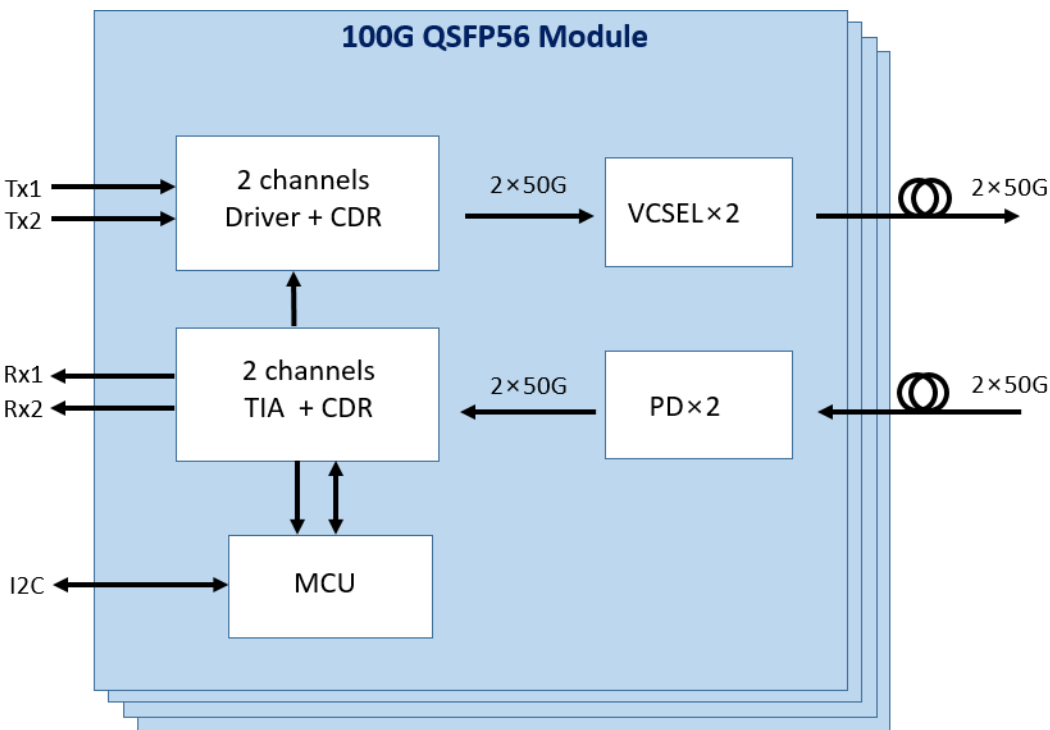 100G QSFP56 Module
Tx1
Tx2
2 channels
Driver + CDR
2×50G
VCSEL×2
2×50G
Rx1
Rx2
2 channels
TIA + CDR
2×50G
PD×2
2×50G
I2C
MCU